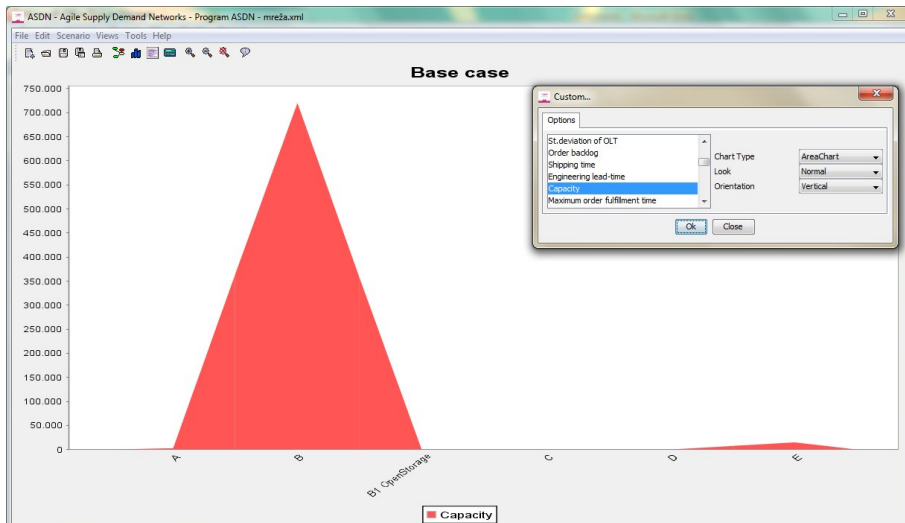 ASDN - Agile Supply Demand Networks - Program ASDN - mreža.xml
File Edit Scenario Views Tools Help
Base case
750.000
700.000
650.000
600.000
550.000
500.000
450.000
400.000
350.000
300.000
250.000
200.000
150.000
100.000
50.000
0
A
B
B1_OpenStorage
C
D
E
Capacity
Custom...
Options
St.deviation of OLT
Order backlog
Shipping time
Engineering lead-time
Capacity
Maximum order fulfillment time
Chart Type AreaChart
Look Normal
Orientation Vertical
Ok Close